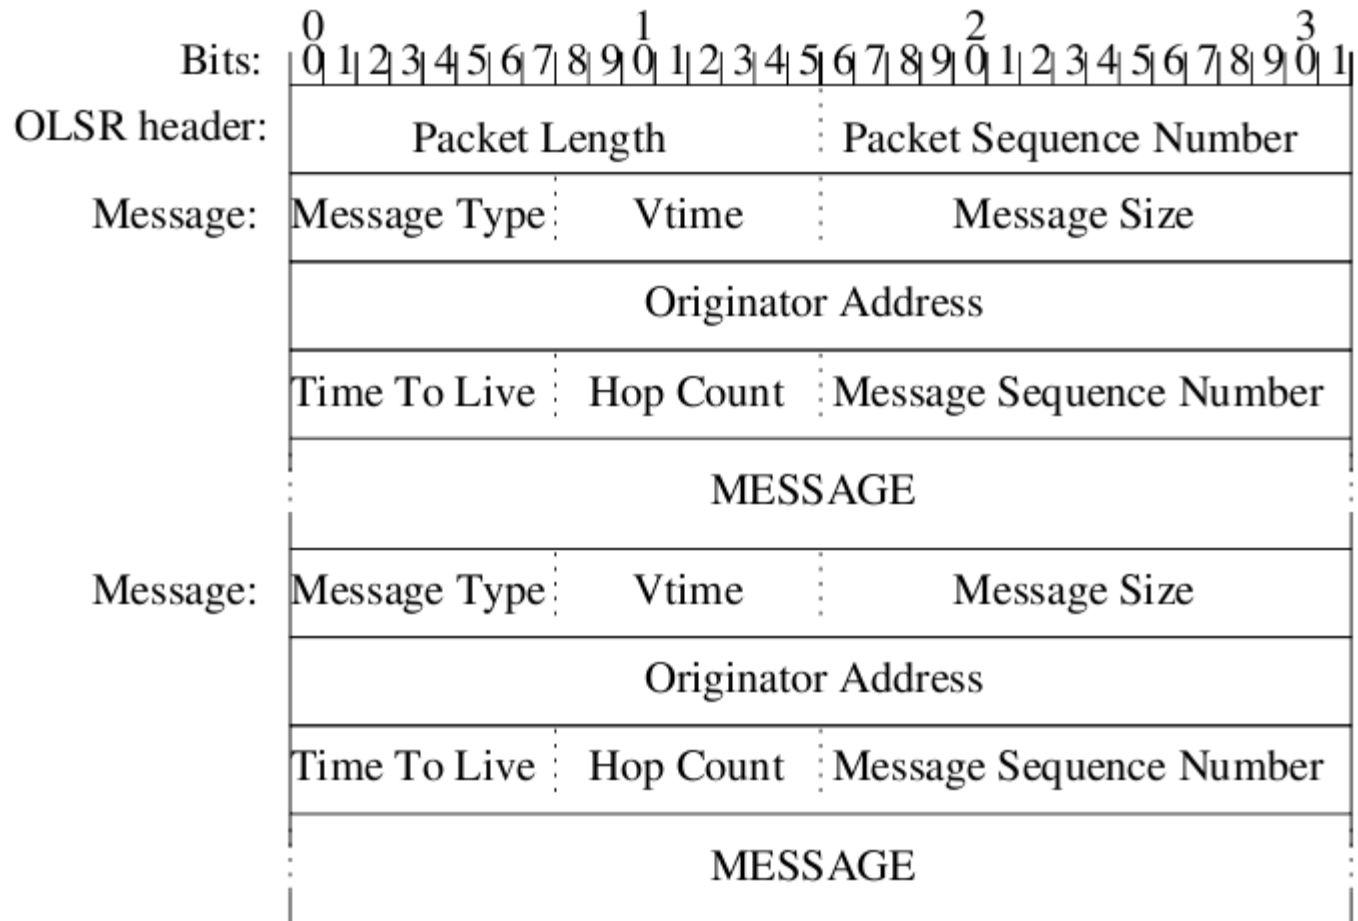 0 1 2 3
Bits: 0 1 2 3 4 5 6 7 8 9 0 1 2 3 4 5 6 7 8 9 0 1 2 3 4 5 6 7 8 9 0 1
OLSR header: Packet Length Packet Sequence Number
Message: Message Type Vtime Message Size
Originator Address
Time To Live Hop Count Message Sequence Number
MESSAGE
Message: Message Type Vtime Message Size
Originator Address
Time To Live Hop Count Message Sequence Number
MESSAGE